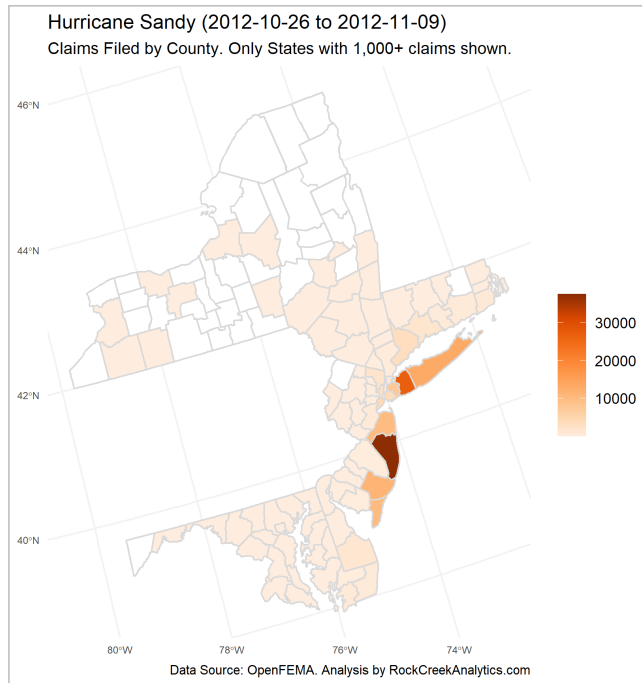 Hurricane Sandy (2012-10-26 to 2012-11-09)
Claims Filed by County. Only States with 1,000+ claims shown.
46°N
44°N
42°N
40°N
30000
20000
10000
80°W
78°W
76°W
74°W
Data Source: OpenFEMA. Analysis by RockCreekAnalytics.com